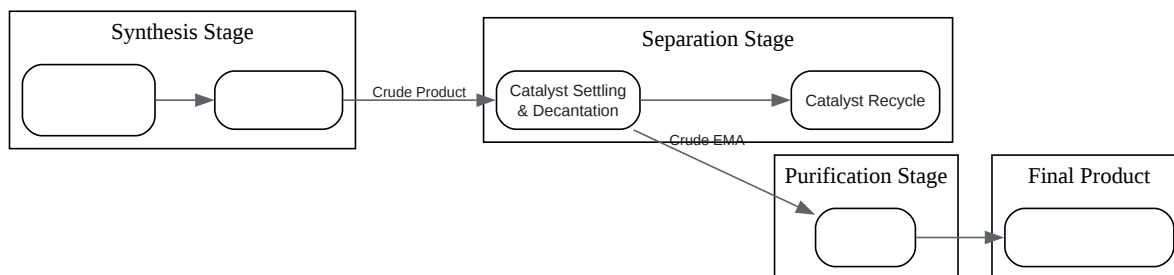 Synthesis Stage
Separation Stage
Crude Product
Catalyst Settling
& Decantation
Catalyst Recycle
Crude EMA
Purification Stage
Final Product